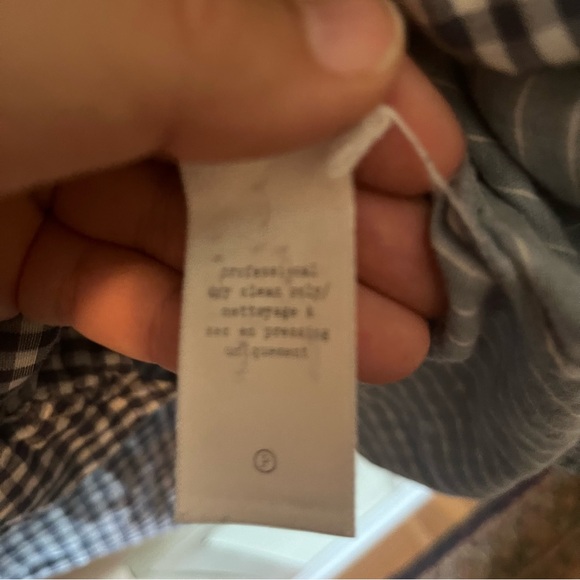 professional
dry clean only/
nettoyage à
sec en pressing
uniquement
P